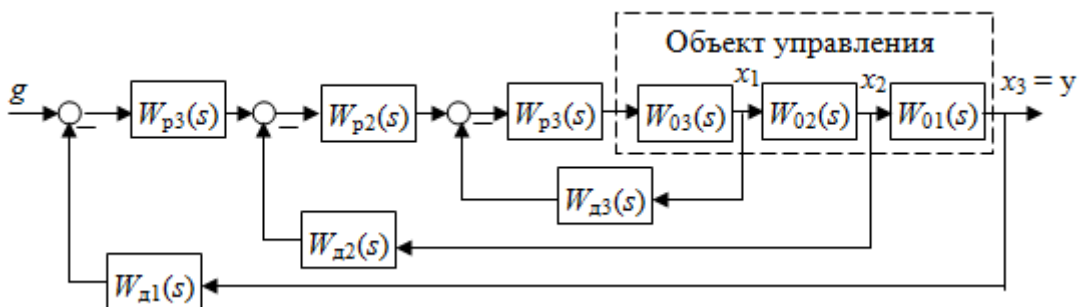 Объект управления
g
Wр3(s)
Wр2(s)
Wр3(s)
W03(s)
x1
W02(s)
x2
W01(s)
x3 = y
Wд3(s)
Wд2(s)
Wд1(s)